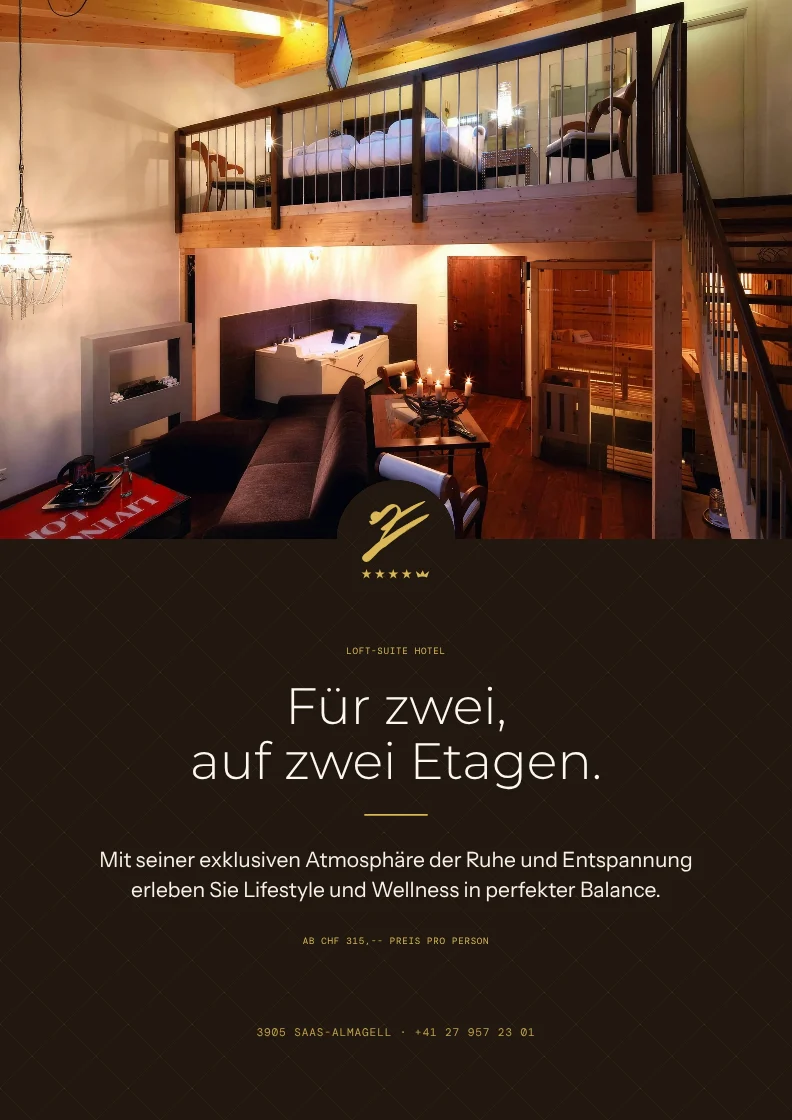 LIVING
LOF
LOFT-SUITE HOTEL
Für zwei,
auf zwei Etagen.
Mit seiner exklusiven Atmosphäre der Ruhe und Entspannung
erleben Sie Lifestyle und Wellness in perfekter Balance.
AB CHF 315,-- PREIS PRO PERSON
3905 SAAS-ALMAGELL · +41 27 957 23 01